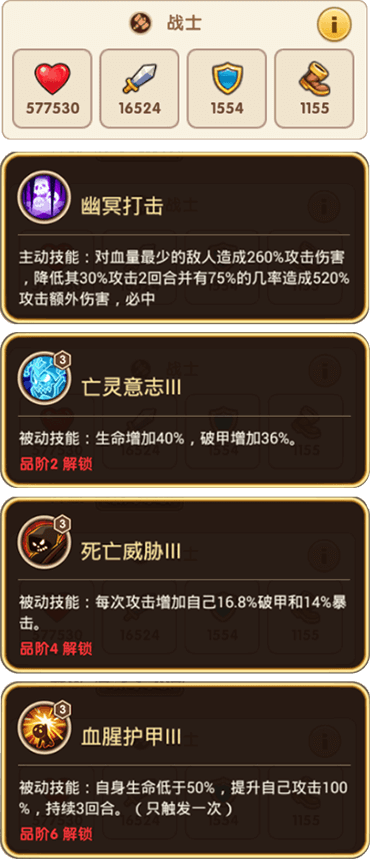 战士
577530 16524 1554 1155
幽冥打击
主动技能：对血量最少的敌人造成260%攻击伤害
，降低其30%攻击2回合并有75%的几率造成520%
攻击额外伤害，必中
3
亡灵意志III
被动技能：生命增加40%，破甲增加36%。
品阶2 解锁
3
死亡威胁III
被动技能：每次攻击增加自己16.8%破甲和14%暴
击。
品阶4 解锁
3
血腥护甲III
被动技能：自身生命低于50%，提升自己攻击100
%，持续3回合。（只触发一次）
品阶6 解锁